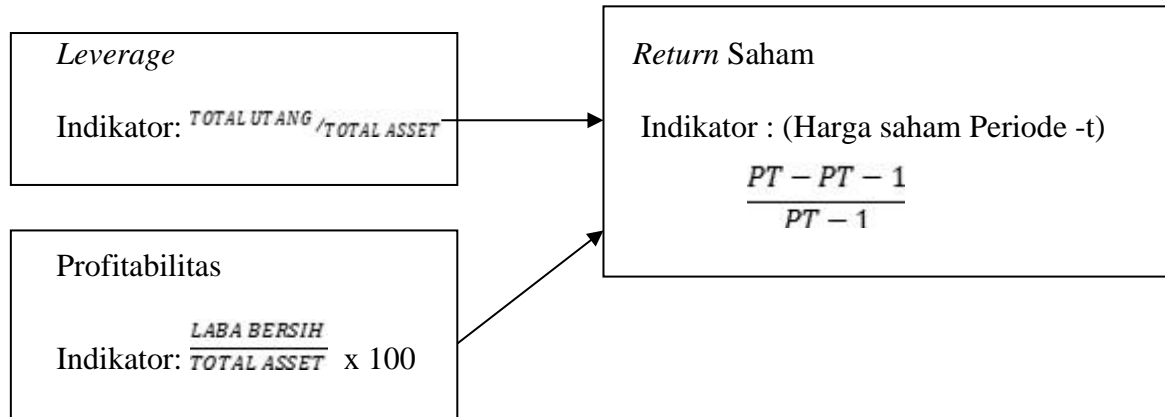 Leverage
Indikator: TOTAL UTANG/TOTAL ASSET
Profitabilitas
Indikator: LABA BERSIH/TOTAL ASSET x 100
Return Saham
Indikator : (Harga saham Periode -t)
PT − PT − 1
PT − 1